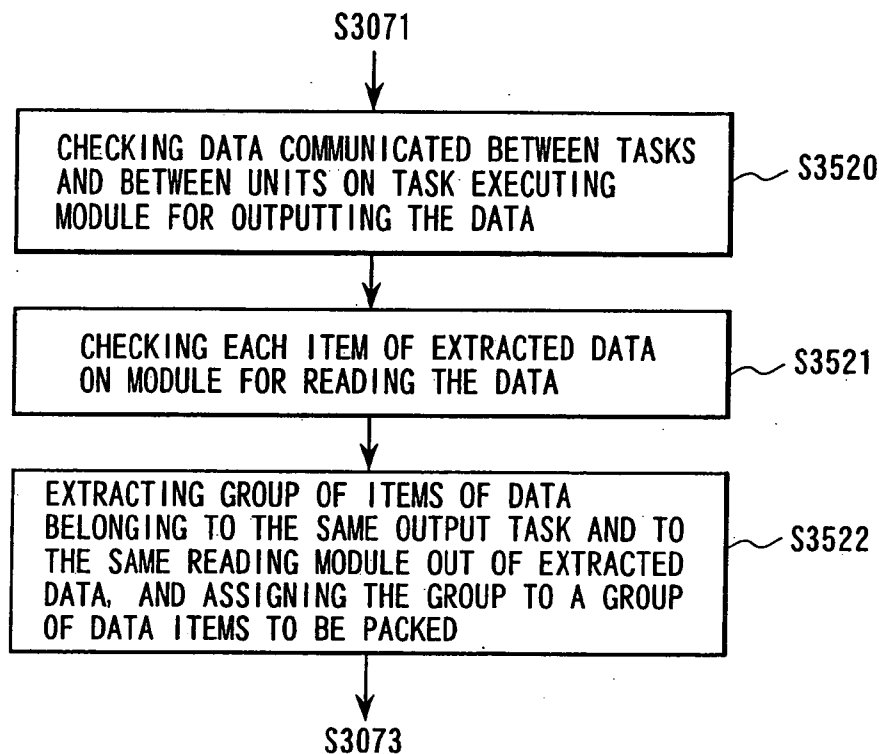 S3071
CHECKING DATA COMMUNICATED BETWEEN TASKS
AND BETWEEN UNITS ON TASK EXECUTING
MODULE FOR OUTPUTTING THE DATA
S3520
CHECKING EACH ITEM OF EXTRACTED DATA
ON MODULE FOR READING THE DATA
S3521
EXTRACTING GROUP OF ITEMS OF DATA
BELONGING TO THE SAME OUTPUT TASK AND TO
THE SAME READING MODULE OUT OF EXTRACTED
DATA, AND ASSIGNING THE GROUP TO A GROUP
OF DATA ITEMS TO BE PACKED
S3522
S3073